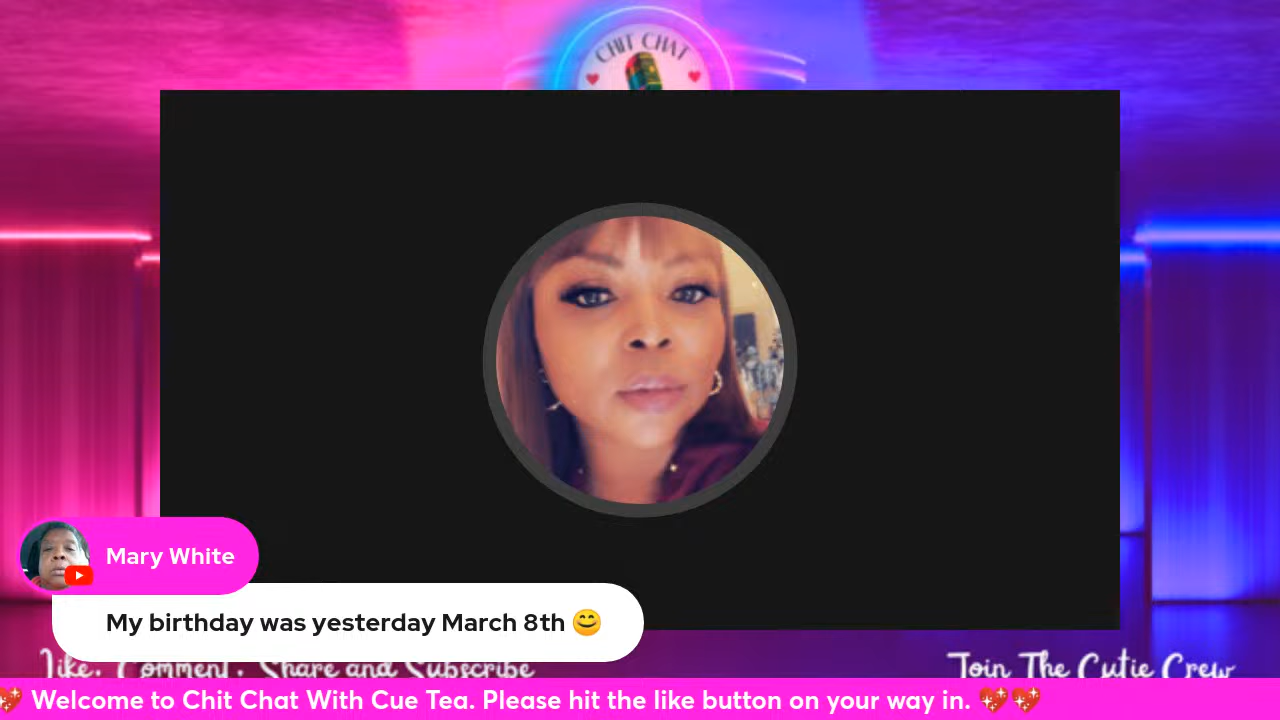 CHIT CHAT
Mary White
My birthday was yesterday March 8th 😊
Like. Comment. Share and Subscribe
Join The Cutie Crew
💖 Welcome to Chit Chat With Cue Tea. Please hit the like button on your way in. 💖💖